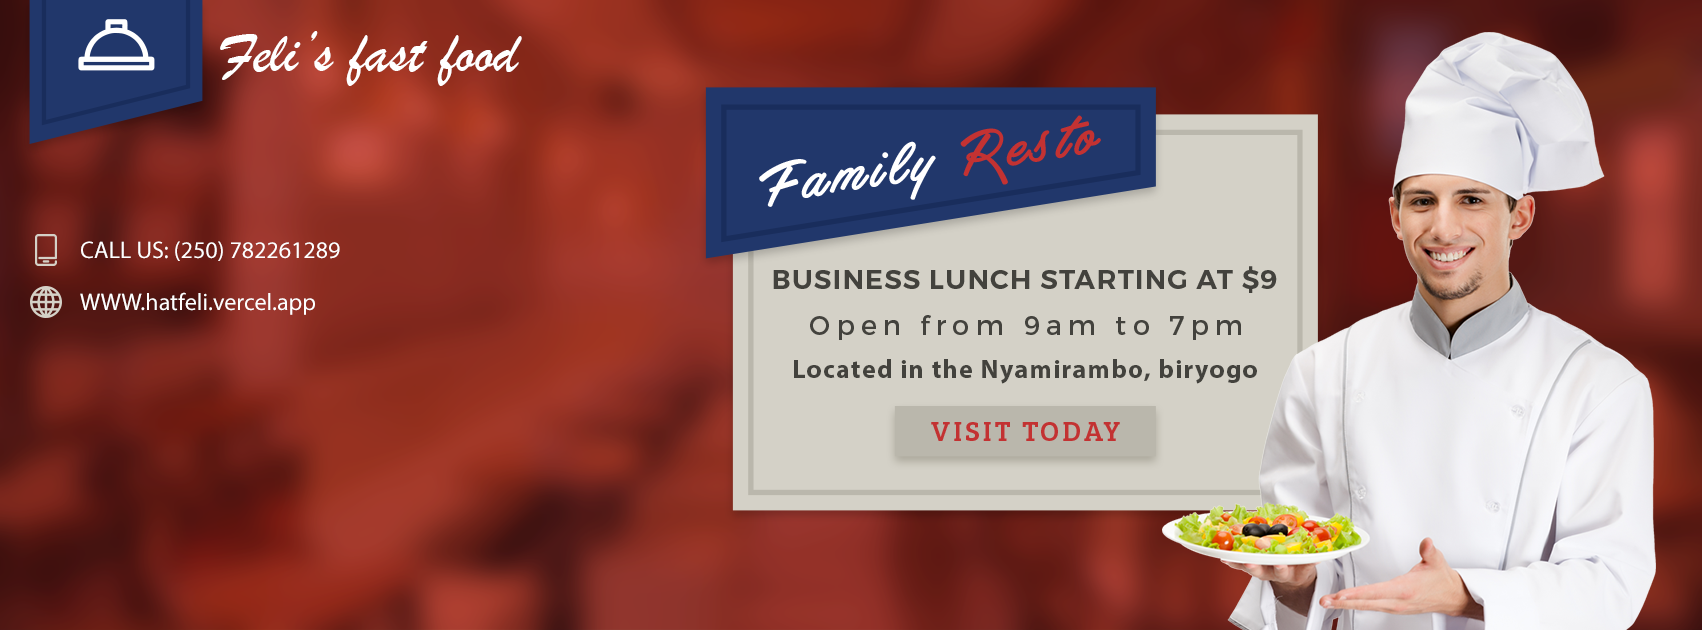 Feli's fast food
CALL US: (250) 782261289
WWW.hatfeli.vercel.app
Family Resto
BUSINESS LUNCH STARTING AT $9
Open from 9am to 7pm
Located in the Nyamirambo, biryogo
VISIT TODAY